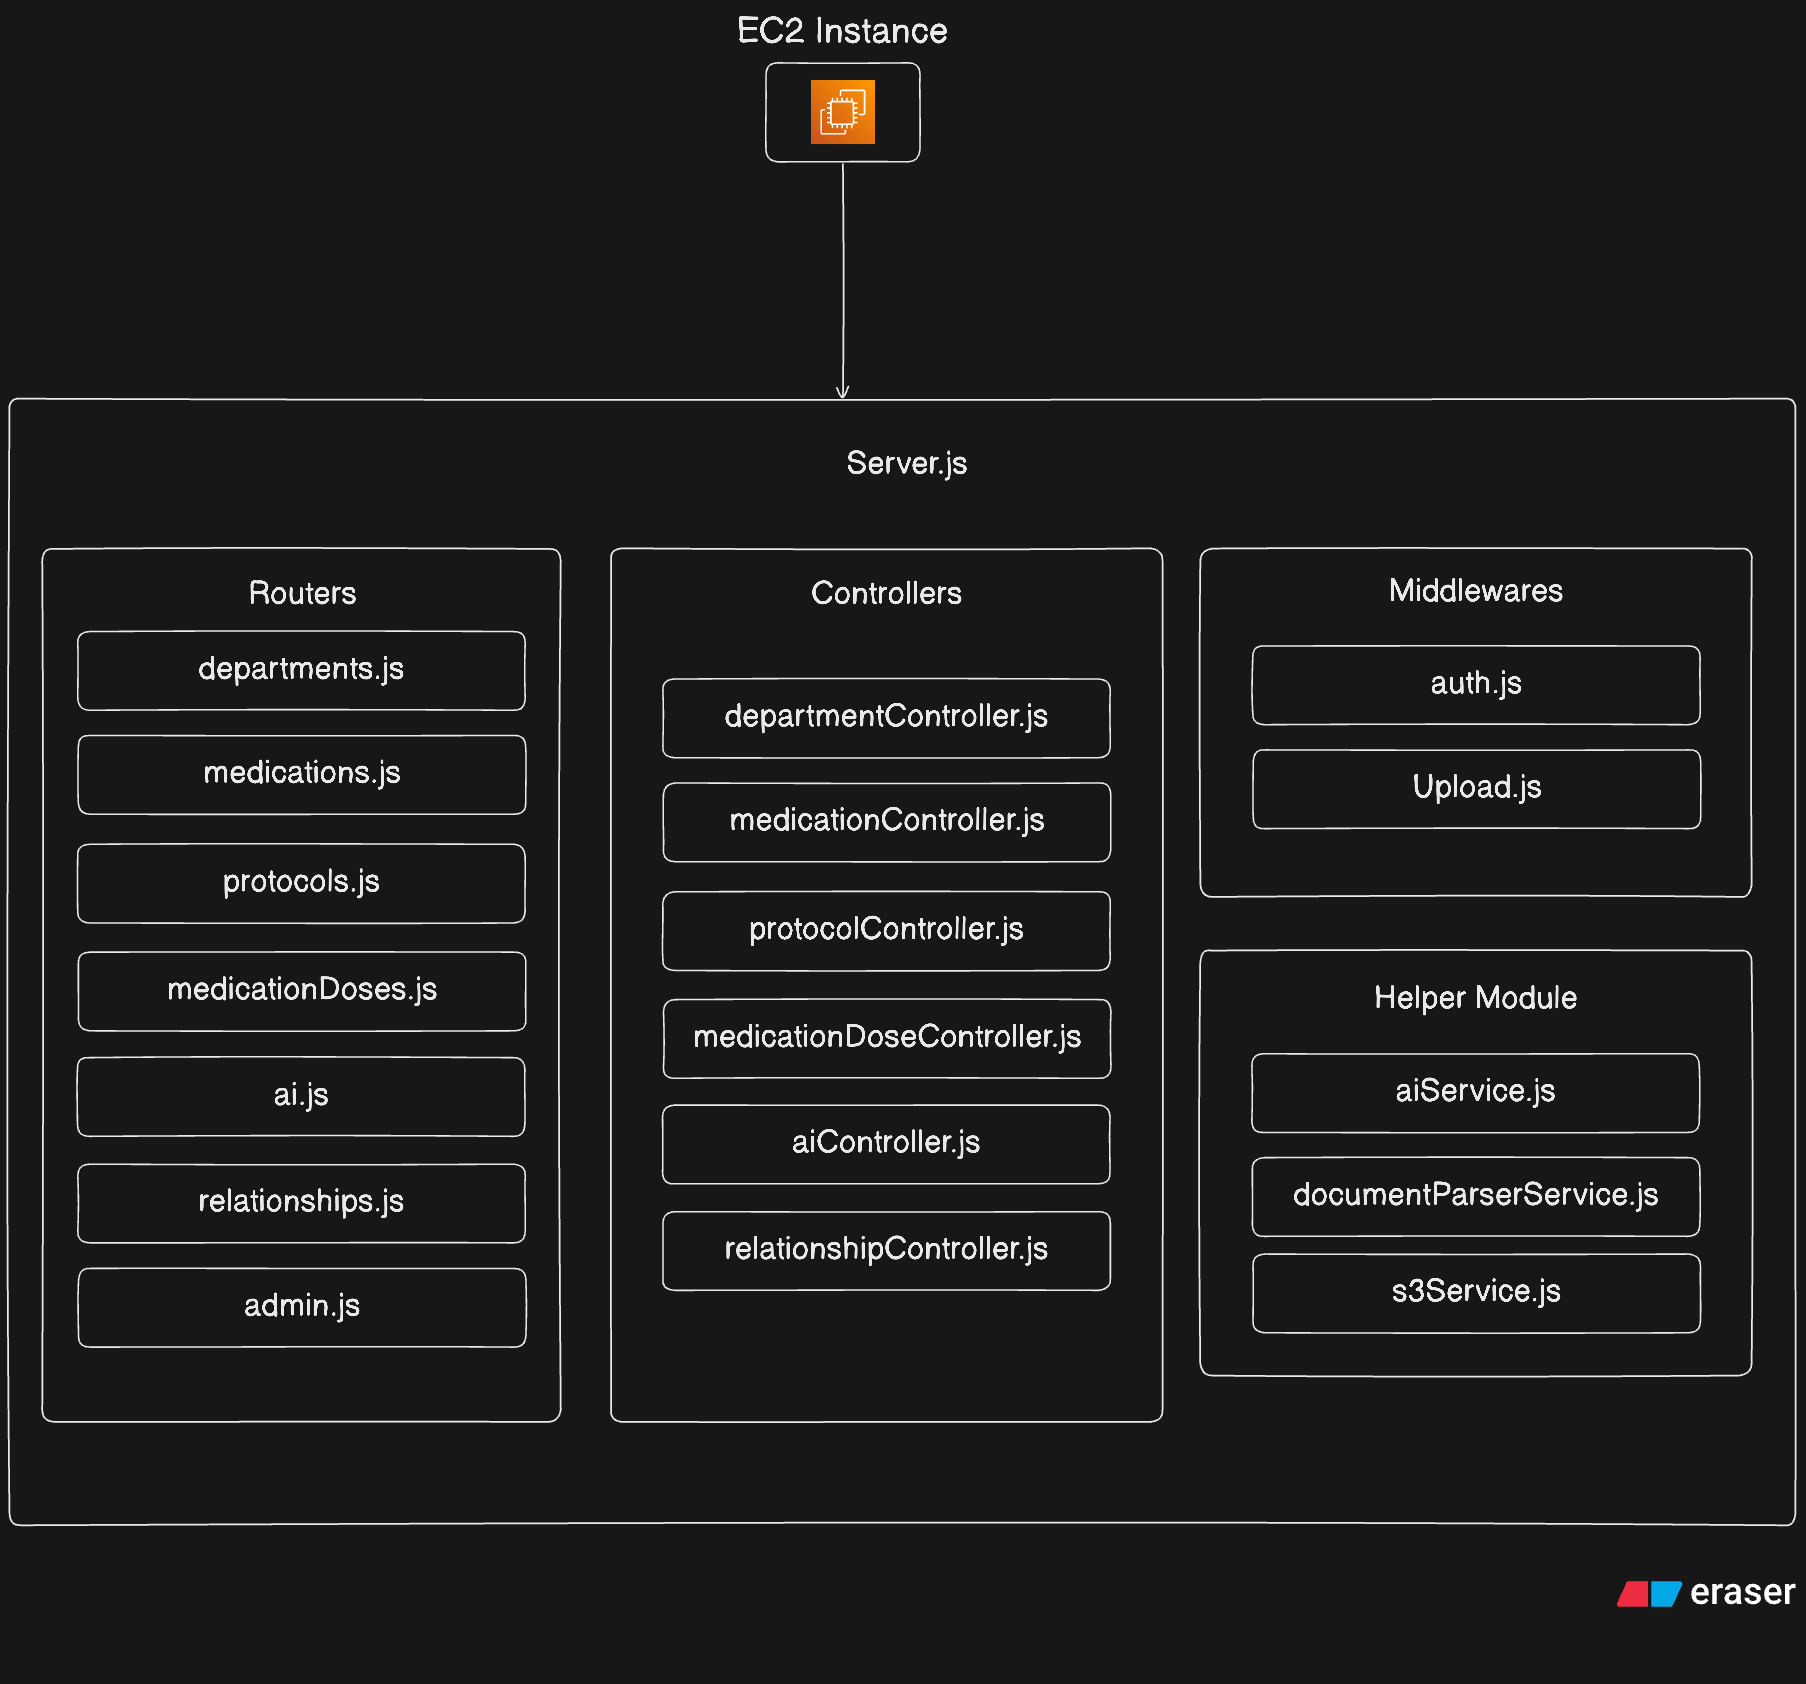 EC2 Instance
Server.js
Routers
departments.js
medications.js
protocols.js
medicationDoses.js
ai.js
relationships.js
admin.js
Controllers
departmentController.js
medicationController.js
protocolController.js
medicationDoseController.js
aiController.js
relationshipController.js
Middlewares
auth.js
Upload.js
Helper Module
aiService.js
documentParserService.js
s3Service.js
eraser